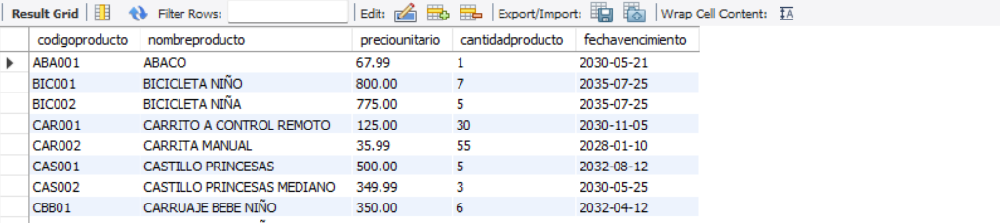 Result Grid Filter Rows: Edit: Export/Import: Wrap Cell Content: IA
codigoproducto nombreproducto preciounitario cantidadproducto fechavencimiento
ABA001 ABACO 67.99 1 2030-05-21
BIC001 BICICLETA NIÑO 800.00 7 2035-07-25
BIC002 BICICLETA NIÑA 775.00 5 2035-07-25
CAR001 CARRITO A CONTROL REMOTO 125.00 30 2030-11-05
CAR002 CARRITA MANUAL 35.99 55 2028-01-10
CAS001 CASTILLO PRINCESAS 500.00 5 2032-08-12
CAS002 CASTILLO PRINCESAS MEDIANO 349.99 3 2030-05-25
CBB01 CARRUAJE BEBE NIÑO 350.00 6 2032-04-12